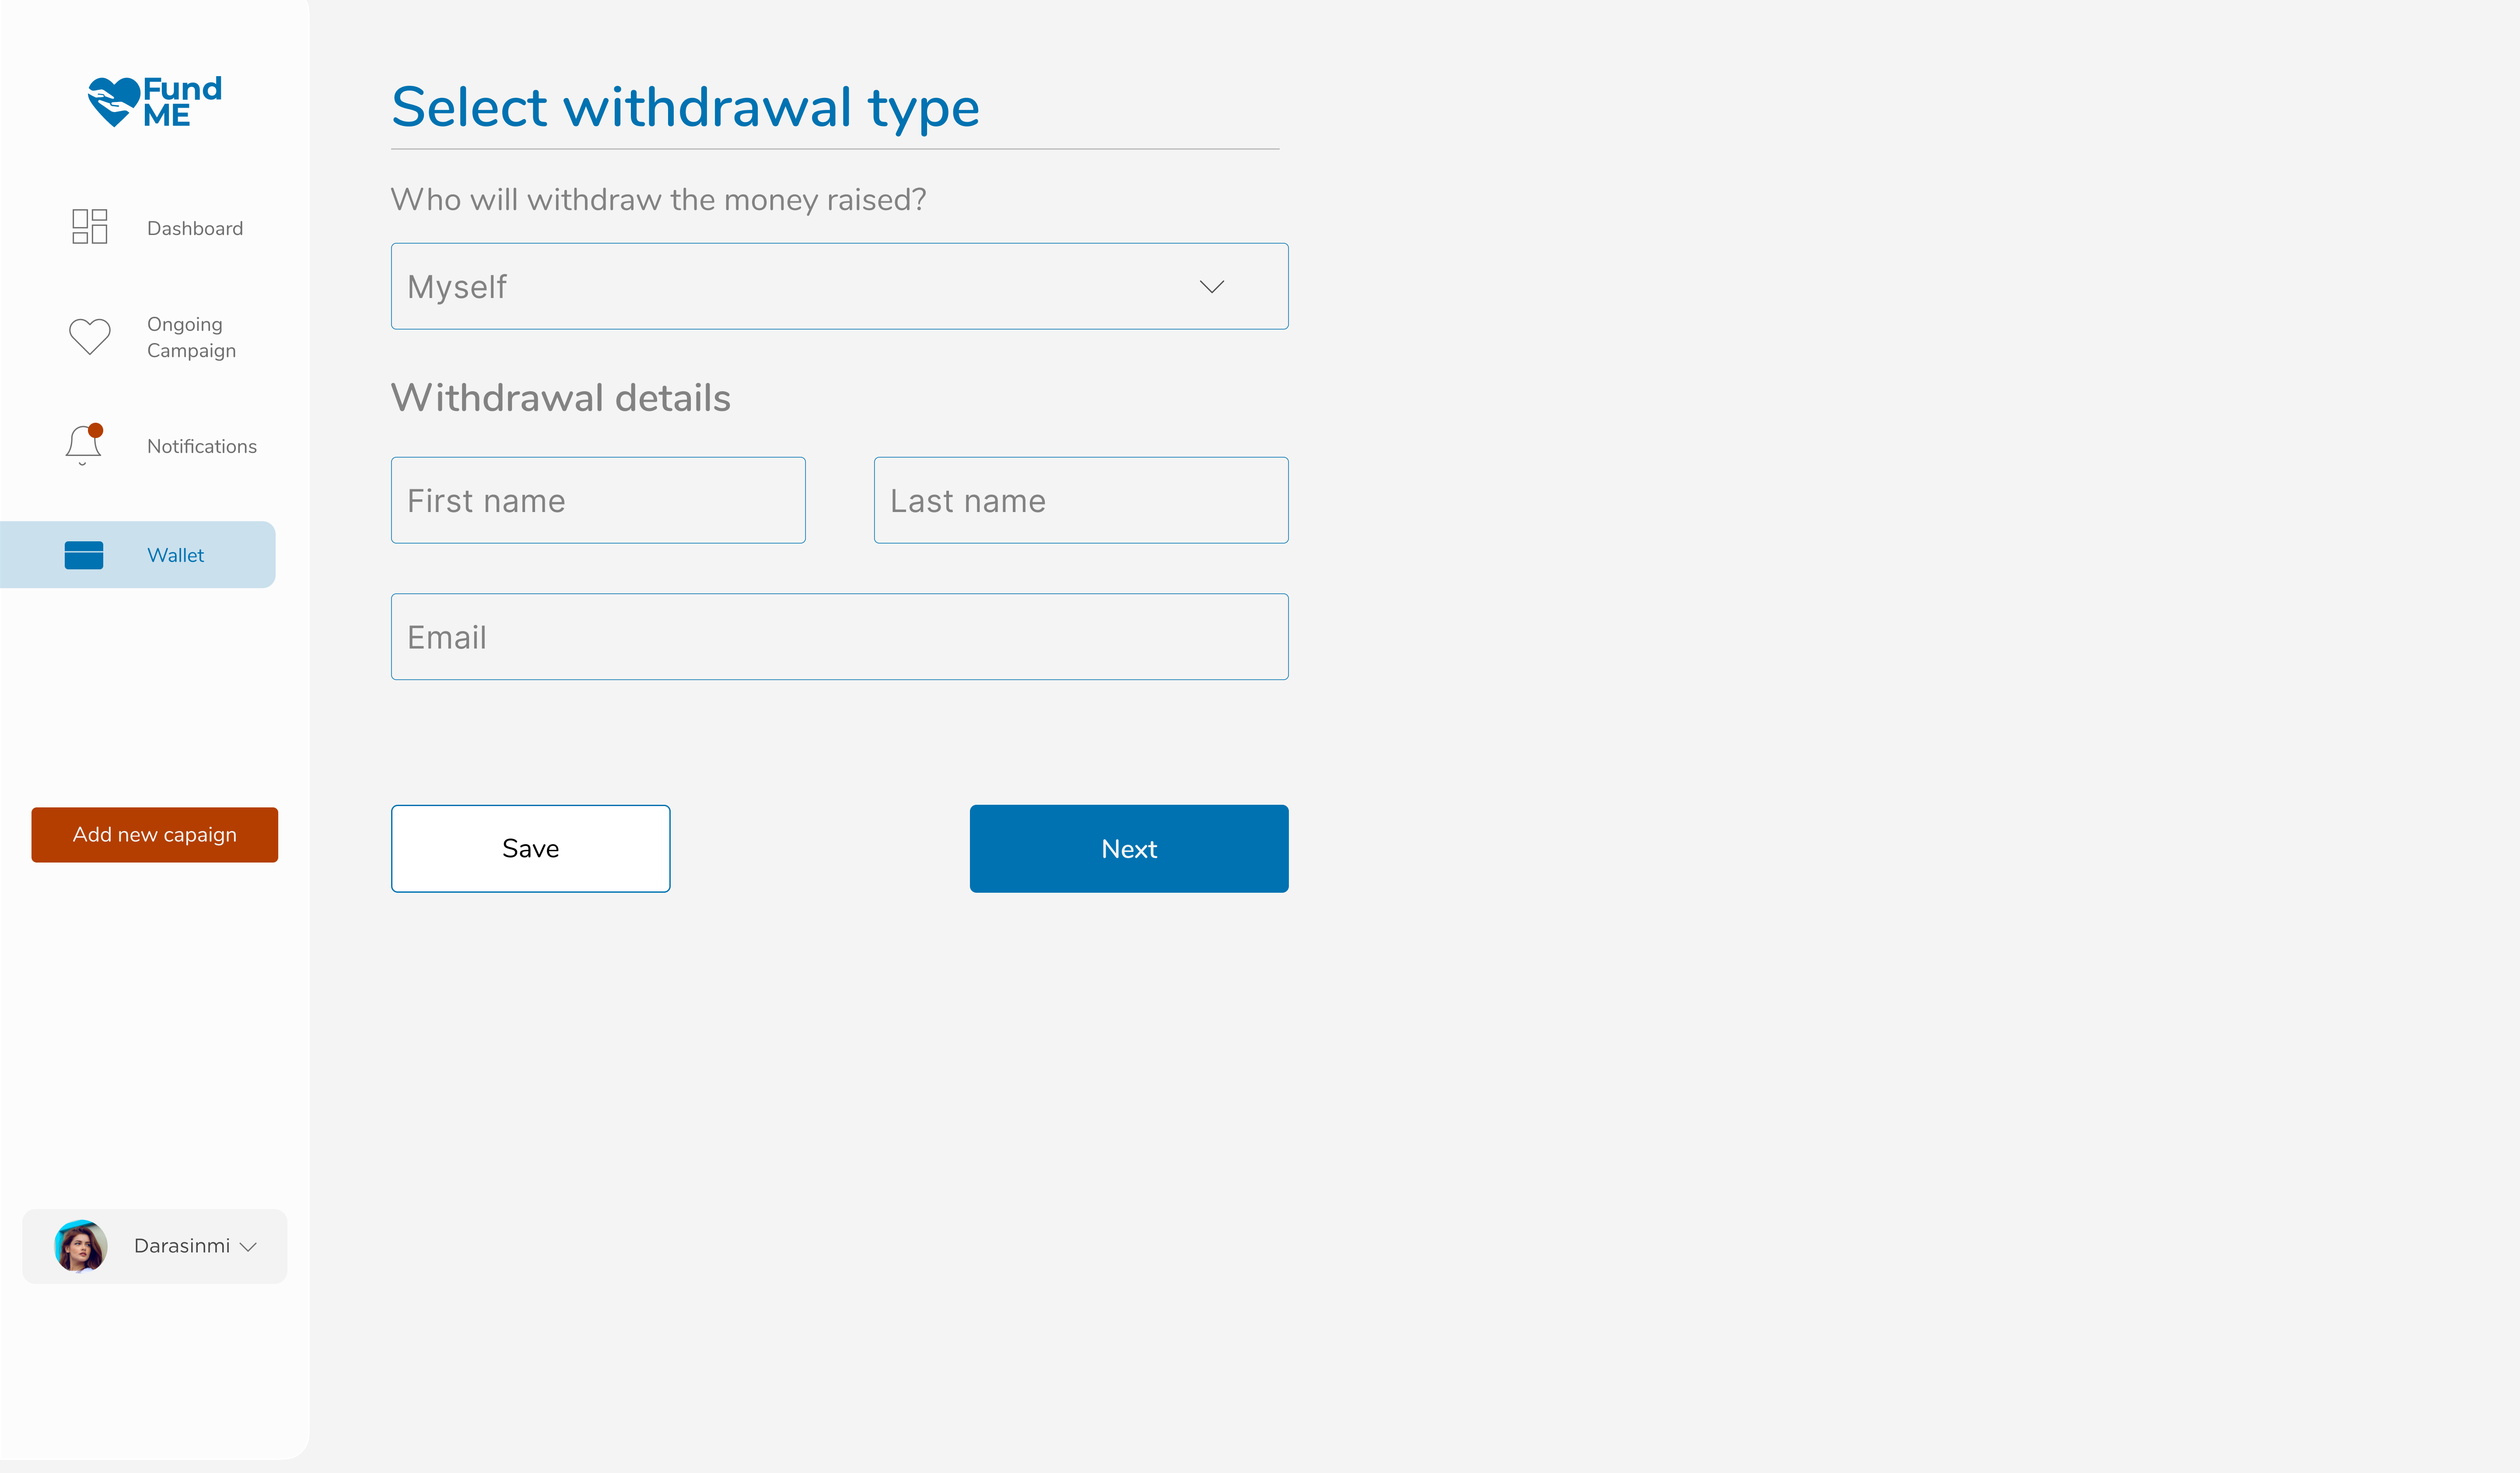 Fund
ME
Dashboard
Ongoing
Campaign
Notifications
Wallet
Add new capaign
Darasinmi
Select withdrawal type
Who will withdraw the money raised?
Myself
Withdrawal details
First name
Last name
Email
Save
Next